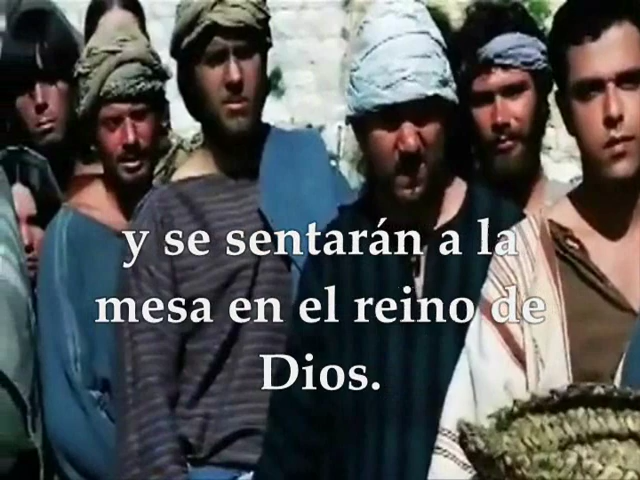 y se sentarán a la
mesa en el reino de
Dios.